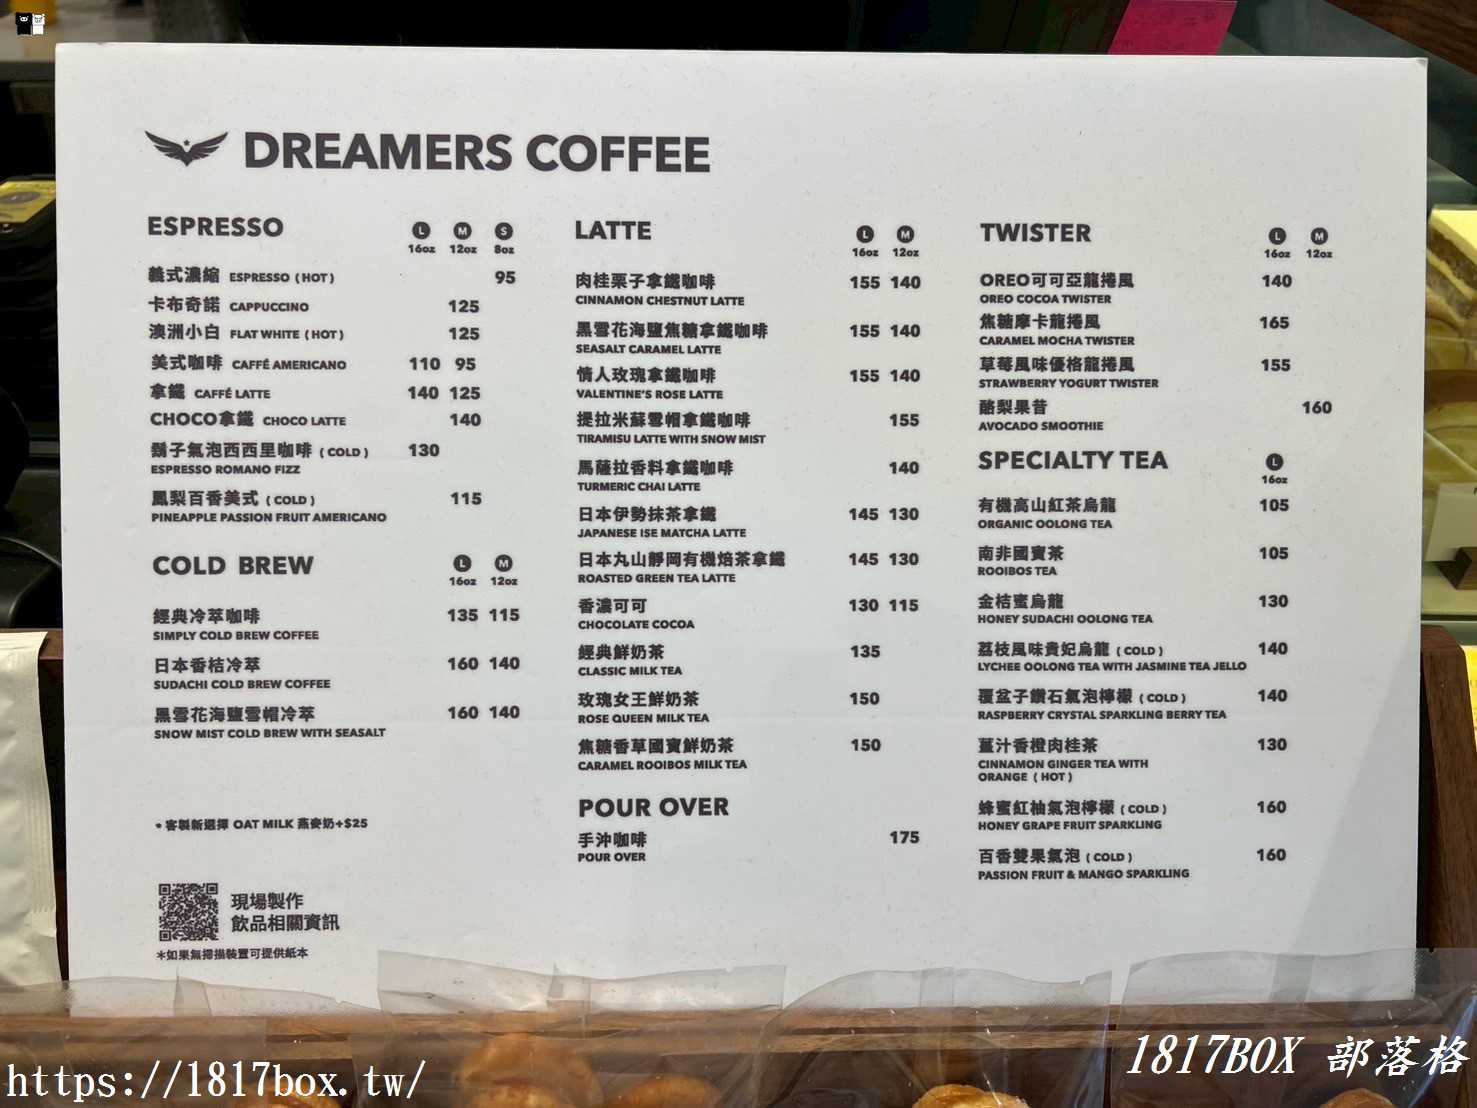 DREAMERS COFFEE
ESPRESSO
L M S
16oz 12oz 8oz
義式濃縮 ESPRESSO (HOT) 95
卡布奇諾 CAPPUCCINO 125
澳洲小白 FLAT WHITE (HOT) 125
美式咖啡 CAFFÉ AMERICANO 110 95
拿鐵 CAFFÉ LATTE 140 125
CHOCO拿鐵 CHOCO LATTE 140
鬍子氣泡西西里咖啡 (COLD) 130
ESPRESSO ROMANO FIZZ
鳳梨百香美式 (COLD) 115
PINEAPPLE PASSION FRUIT AMERICANO
COLD BREW
L M
16oz 12oz
經典冷萃咖啡 135 115
SIMPLY COLD BREW COFFEE
日本香桔冷萃 160 140
SUDACHI COLD BREW COFFEE
黑雪花海鹽雪帽冷萃 160 140
SNOW MIST COLD BREW WITH SEASALT
* 客製新選擇 OAT MILK 燕麥奶+$25
現場製作
飲品相關資訊
*如果無掃描裝置可提供紙本
LATTE
L M
16oz 12oz
肉桂栗子拿鐵咖啡 155 140
CINNAMON CHESTNUT LATTE
黑雪花海鹽焦糖拿鐵咖啡 155 140
SEASALT CARAMEL LATTE
情人玫瑰拿鐵咖啡 155 140
VALENTINE'S ROSE LATTE
提拉米蘇雪帽拿鐵咖啡 155
TIRAMISU LATTE WITH SNOW MIST
馬薩拉香料拿鐵咖啡 140
TURMERIC CHAI LATTE
日本伊勢抹茶拿鐵 145 130
JAPANESE ISE MATCHA LATTE
日本丸山靜岡有機焙茶拿鐵 145 130
ROASTED GREEN TEA LATTE
香濃可可 130 115
CHOCOLATE COCOA
經典鮮奶茶 135
CLASSIC MILK TEA
玫瑰女王鮮奶茶 150
ROSE QUEEN MILK TEA
焦糖香草國寶鮮奶茶 150
CARAMEL ROOIBOS MILK TEA
POUR OVER
手沖咖啡 175
POUR OVER
TWISTER
L M
16oz 12oz
OREO可可亞龍捲風 140
OREO COCOA TWISTER
焦糖摩卡龍捲風 165
CARAMEL MOCHA TWISTER
草莓風味優格龍捲風 155
STRAWBERRY YOGURT TWISTER
酪梨果昔 160
AVOCADO SMOOTHIE
SPECIALTY TEA
L
16oz
有機高山紅茶烏龍 105
ORGANIC OOLONG TEA
南非國寶茶 105
ROOIBOS TEA
金桔蜜烏龍 130
HONEY SUDACHI OOLONG TEA
荔枝風味貴妃烏龍 (COLD) 140
LYCHEE OOLONG TEA WITH JASMINE TEA JELLO
覆盆子鑽石氣泡檸檬 (COLD) 140
RASPBERRY CRYSTAL SPARKLING BERRY TEA
薑汁香橙肉桂茶 130
CINNAMON GINGER TEA WITH
ORANGE (HOT)
蜂蜜紅柚氣泡檸檬 (COLD) 160
HONEY GRAPE FRUIT SPARKLING
百香雙果氣泡 (COLD) 160
PASSION FRUIT & MANGO SPARKLING
https://1817box.tw/
1817BOX 部落格